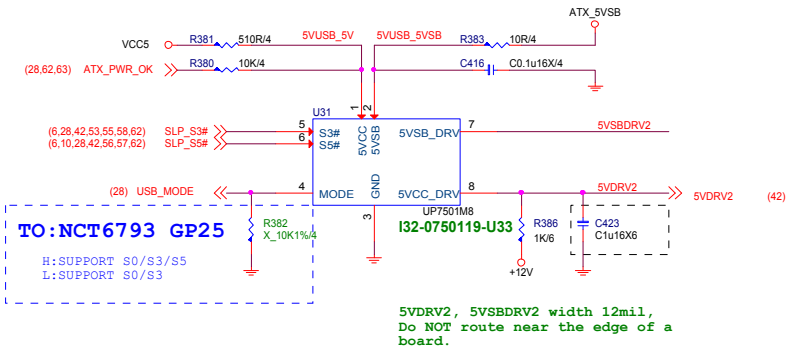 ATX_5VSB
VCC5
R381
510R/4
5VUSB_5V
5VUSB_5VSB
R383
10R/4
(28,62,63)
ATX_PWR_OK
R380
10K/4
C416
C0.1u16X/4
U31
1
2
(6,28,42,53,55,58,62)
SLP_S3#
5
S3#
5VCC
5VSB
5VSB_DRV
7
5VSBDRV2
(6,10,28,42,56,57,62)
SLP_S5#
6
S5#
(28)
USB_MODE
4
MODE
GND
5VCC_DRV
8
5VDRV2
5VDRV2
(42)
3
UP7501M8
I32-0750119-U33
R382
X_10K1%/4
R386
1K/6
+12V
C423
C1u16X6
TO:NCT6793 GP25
H:SUPPORT S0/S3/S5
L:SUPPORT S0/S3
5VDRV2, 5VSBDRV2 width 12mil,
Do NOT route near the edge of a
board.